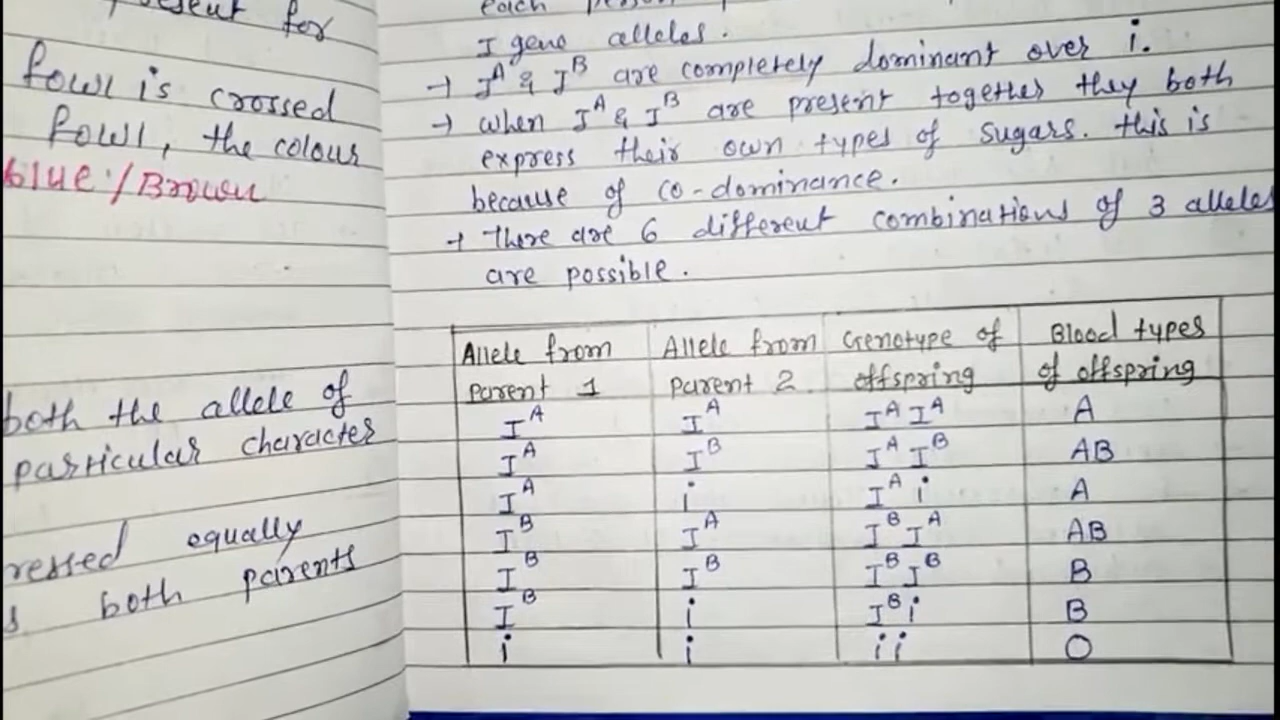 for
fowl is crossed
fowl, the colour
blue/Brown
both the allele of
particular character
equally
both parents
each
I gene alleles.
→ I^A & I^B are completely dominant over i.
→ when I^A & I^B are present together they both
express their own types of sugars. this is
because of co-dominance.
→ There are 6 different combinations of 3 alleles
are possible.
Allele from Parent 1 | Allele from Parent 2 | Genotype of offspring | Blood types of offspring
I^A | I^A | I^A I^A | A
I^A | I^B | I^A I^B | AB
I^A | i | I^A i | A
I^B | I^A | I^B I^A | AB
I^B | I^B | I^B I^B | B
I^B | i | I^B i | B
i | i | i i | O